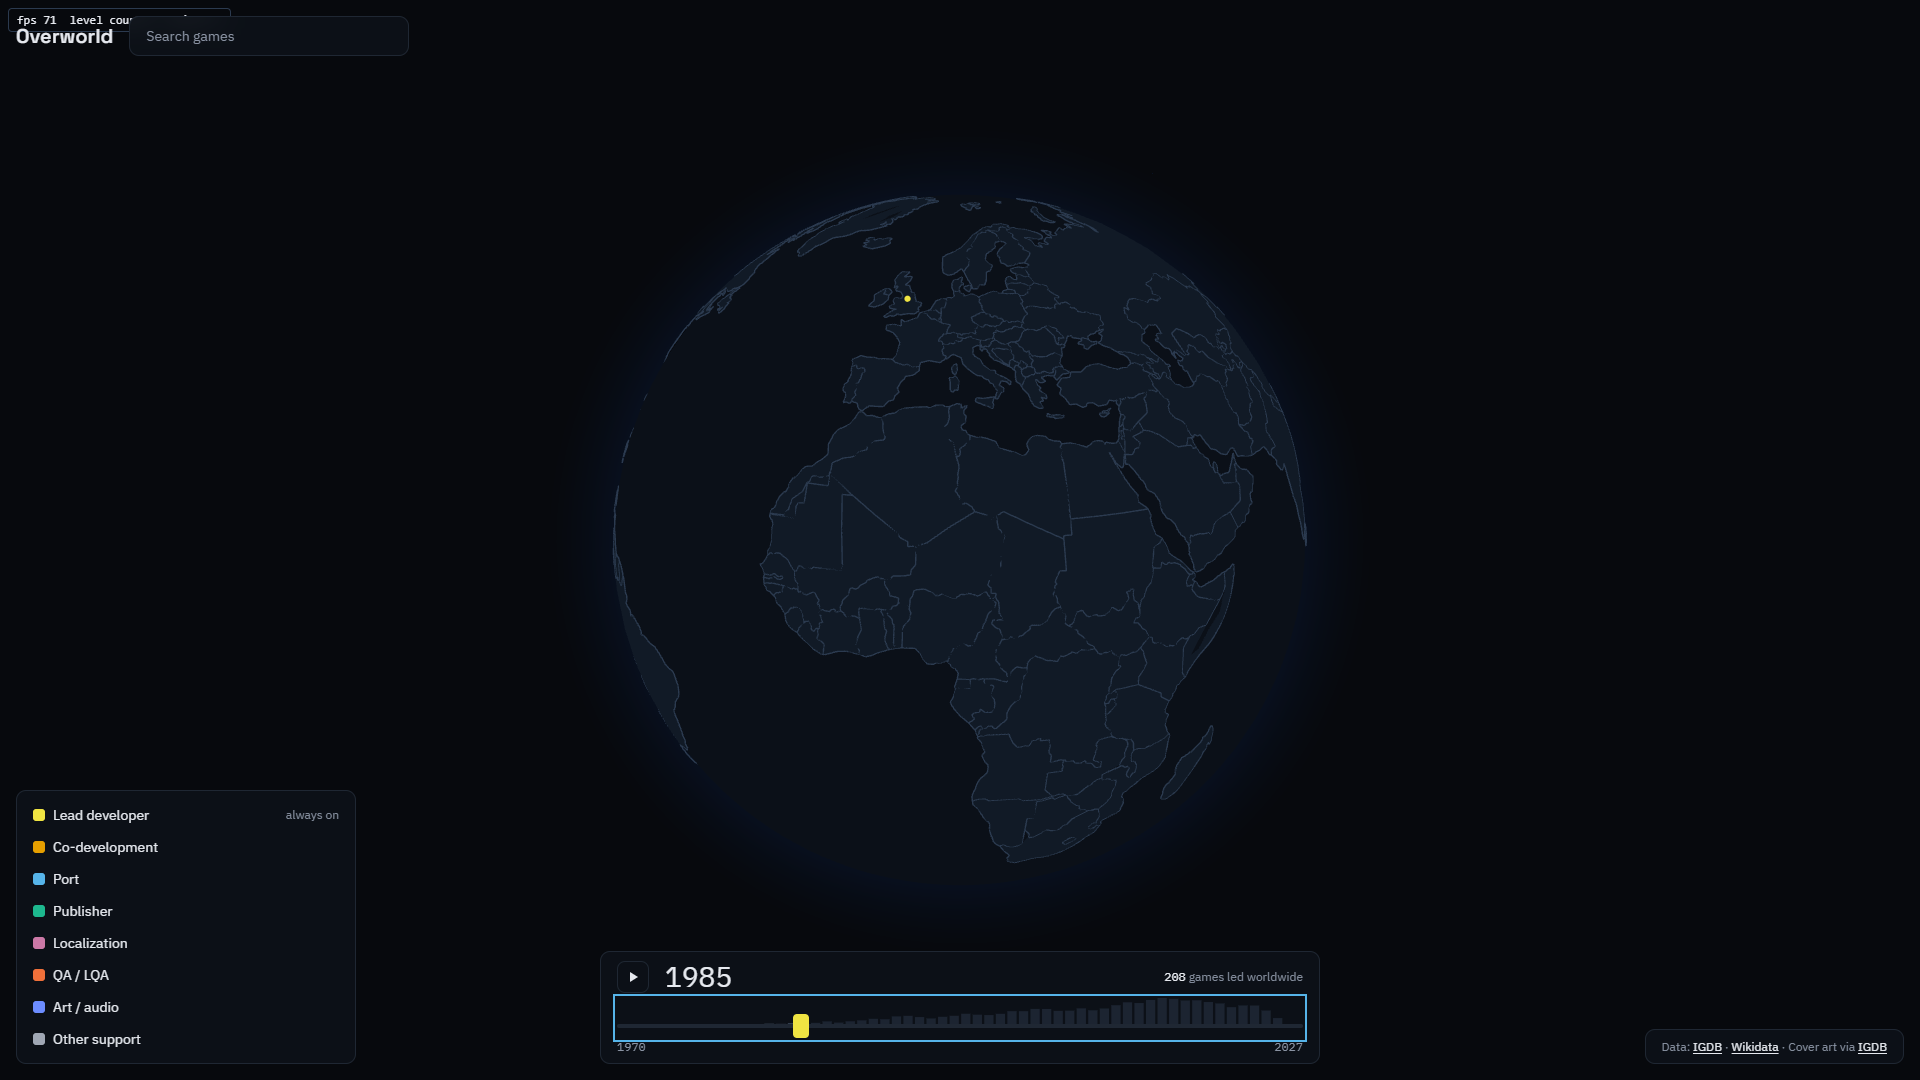 fps 71 level cou
Overworld
Search games
Lead developer always on
Co-development
Port
Publisher
Localization
QA / LQA
Art / audio
Other support
1985
208 games led worldwide
1970 2027
Data: IGDB · Wikidata · Cover art via IGDB